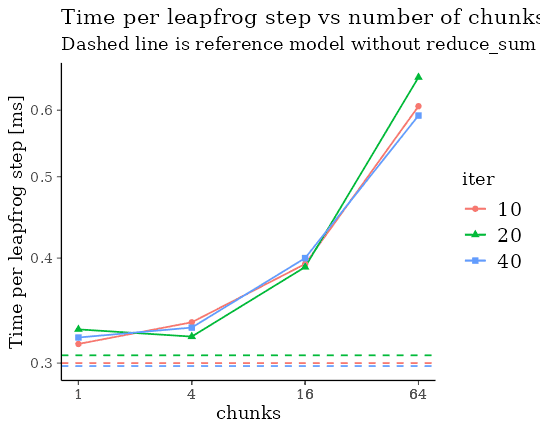 Time per leapfrog step vs number of chunks
Dashed line is reference model without reduce_sum
Time per leapfrog step [ms]
0.6
0.5
0.4
0.3
1 4 16 64
chunks
iter
10
20
40